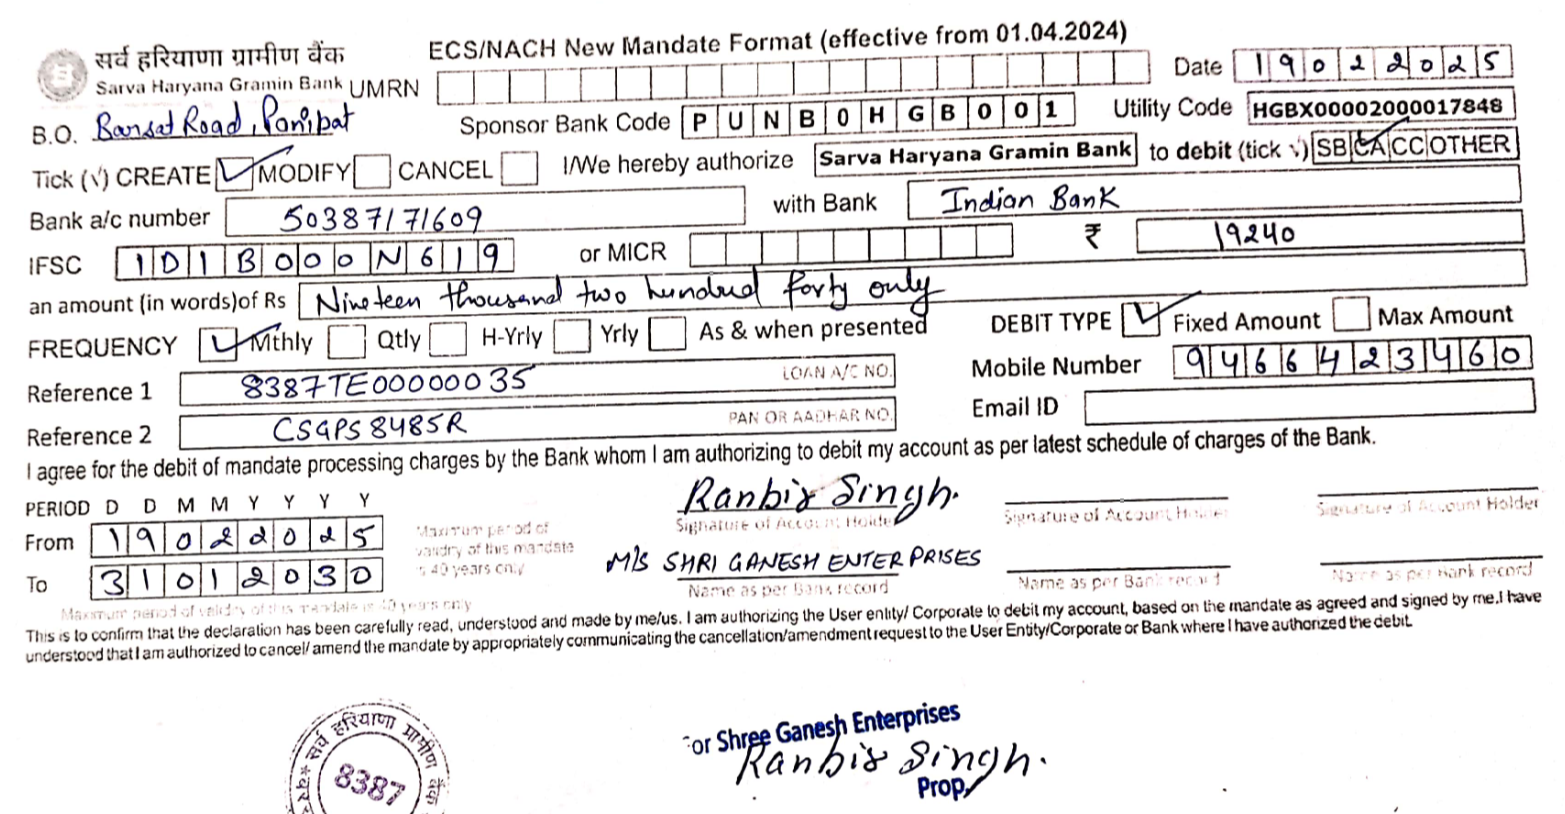 सर्व हरियाणा ग्रामीण बैंक
Sarva Haryana Gramin Bank
ECS/NACH New Mandate Format (effective from 01.04.2024)
UMRN
Date 19022025
B.O. Barsat Road, Panipat
Sponsor Bank Code PUNB0HGB001
Utility Code HGBX00002000017848
Tick (√) CREATE MODIFY CANCEL I/We hereby authorize Sarva Haryana Gramin Bank to debit (tick √) SB CA CC OTHER
Bank a/c number 50387171609 with Bank Indian Bank
IFSC IDIB000N619 or MICR ₹ 19240
an amount (in words)of Rs Nineteen thousand two hundred forty only
FREQUENCY Mthly Qtly H-Yrly Yrly As & when presented DEBIT TYPE Fixed Amount Max Amount
Reference 1 8387TE00000035 LOAN A/C NO. Mobile Number 9466423460
Reference 2 CSGPS8485R PAN OR AADHAR NO. Email ID
I agree for the debit of mandate processing charges by the Bank whom I am authorizing to debit my account as per latest schedule of charges of the Bank.
PERIOD D D M M Y Y Y Y
From 19022025
To 31012030
Maximum period of
validity of this mandate
is 40 years only
Maximum period of validity of this mandate is 40 years only
Ranbir Singh.
Signature of Account Holder
Signature of Account Holder
Signature of Account Holder
M/S SHRI GANESH ENTERPRISES
Name as per Bank record
Name as per Bank record
Name as per Bank record
This is to confirm that the declaration has been carefully read, understood and made by me/us. I am authorizing the User entity/ Corporate to debit my account, based on the mandate as agreed and signed by me.I have
understood that I am authorized to cancel/ amend the mandate by appropriately communicating the cancellation/amendment request to the User Entity/Corporate or Bank where I have authorized the debit.
सर्व हरियाणा ग्रामीण बैंक
8387
or Shree Ganesh Enterprises
Ranbir Singh.
Prop